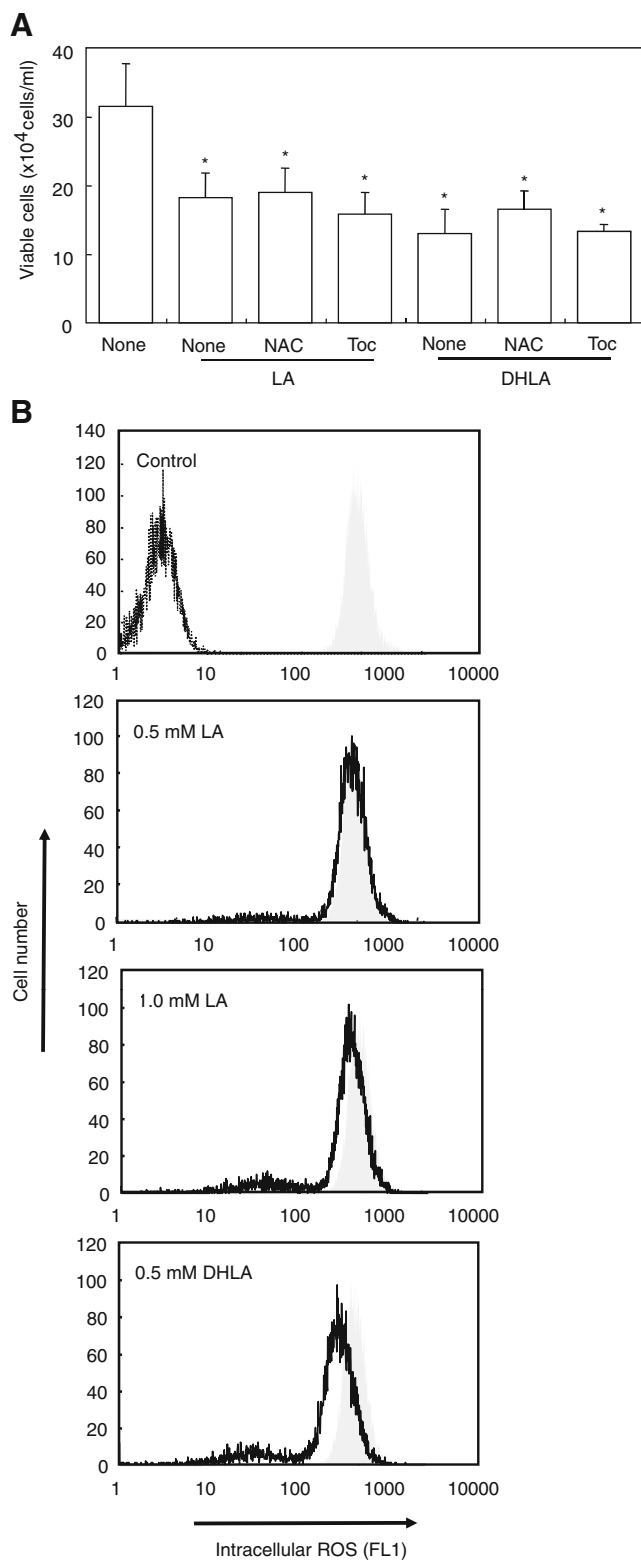 A
Viable cells (x10⁴ cells/ml)
40
30
20
10
0
* * * * * *
None None NAC Toc None NAC Toc
LA DHLA
B
Cell number
140
120
100
80
60
40
20
0
Control
1 10 100 1000 10000
120
100
80
60
40
20
0
0.5 mM LA
1 10 100 1000 10000
120
100
80
60
40
20
0
1.0 mM LA
1 10 100 1000 10000
120
100
80
60
40
20
0
0.5 mM DHLA
1 10 100 1000 10000
Intracellular ROS (FL1)